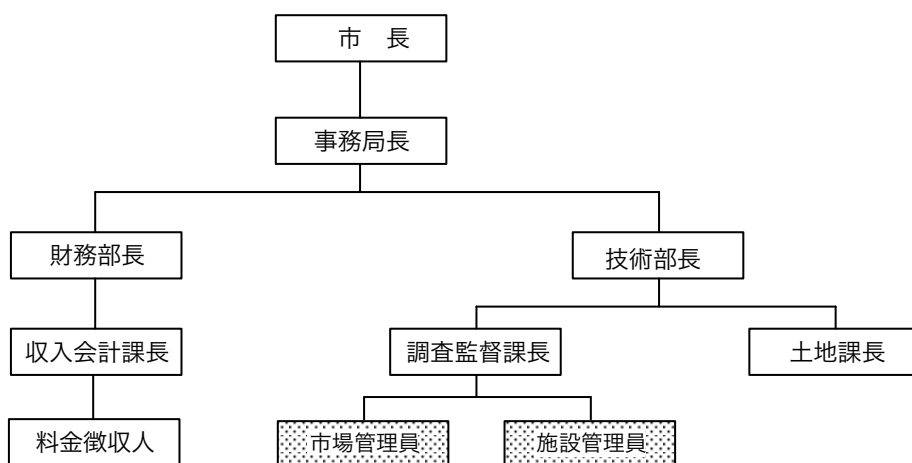 市　長
事務局長
財務部長
技術部長
収入会計課長
調査監督課長
土地課長
料金徴収人
市場管理員
施設管理員